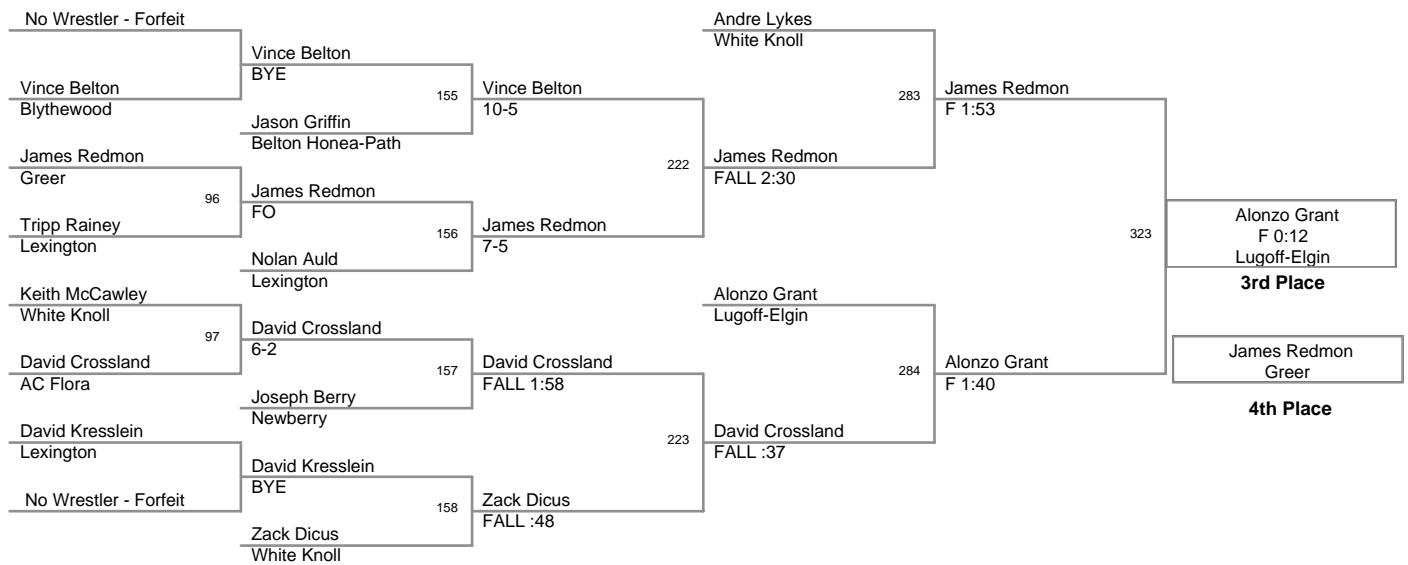 No Wrestler - Forfeit
Vince Belton
Blythewood
James Redmon
Greer
96
Tripp Rainey
Lexington
Keith McCawley
White Knoll
97
David Crossland
AC Flora
David Kresslein
Lexington
No Wrestler - Forfeit
Vince Belton
BYE
155
Jason Griffin
Belton Honea-Path
James Redmon
FO
156
Nolan Auld
Lexington
David Crossland
6-2
157
Joseph Berry
Newberry
David Kresslein
BYE
158
Zack Dicus
White Knoll
Vince Belton
10-5
222
James Redmon
7-5
David Crossland
FALL 1:58
223
Zack Dicus
FALL :48
Andre Lykes
White Knoll
283
James Redmon
FALL 2:30
Alonzo Grant
Lugoff-Elgin
284
David Crossland
FALL :37
James Redmon
F 1:53
323
Alonzo Grant
F 1:40
Alonzo Grant
F 0:12
Lugoff-Elgin
3rd Place
James Redmon
Greer
4th Place